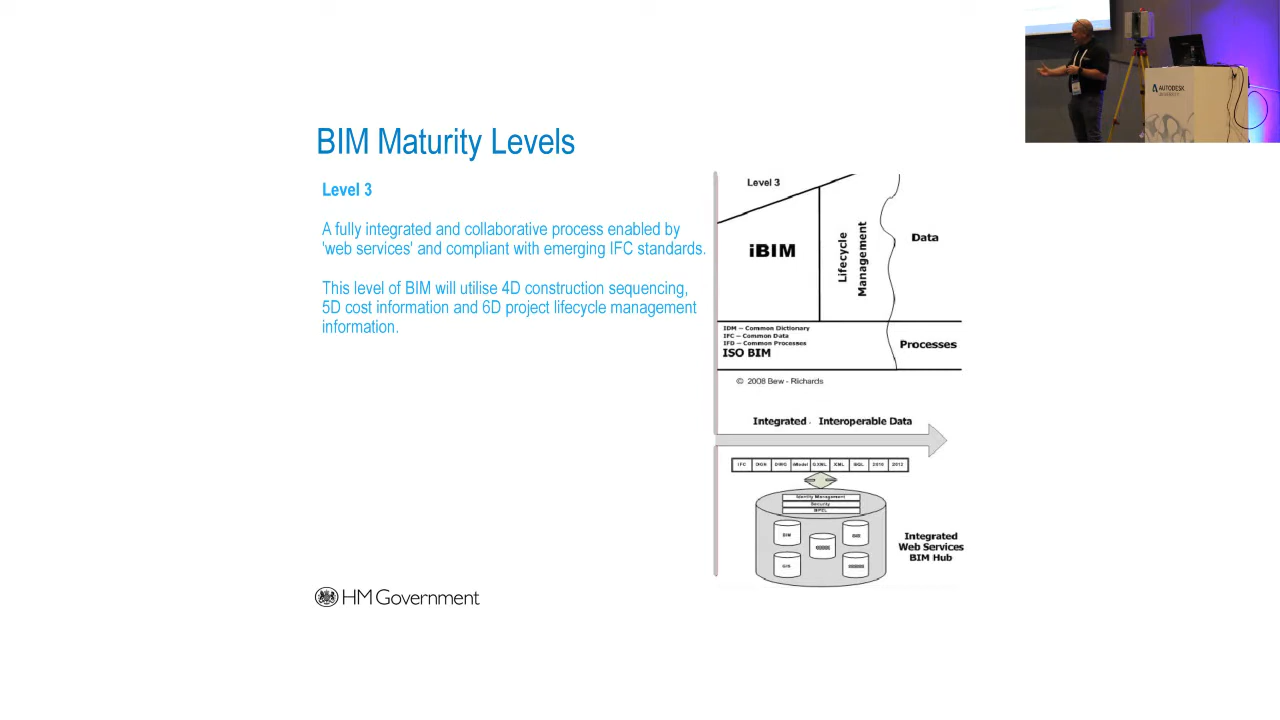 BIM Maturity Levels
Level 3
A fully integrated and collaborative process enabled by
'web services' and compliant with emerging IFC standards.
This level of BIM will utilise 4D construction sequencing,
5D cost information and 6D project lifecycle management
information.
HM Government
Level 3
iBIM
Lifecycle
Management
Data
IDM – Common Dictionary
IFC – Common Data
IFD – Common Processes
ISO BIM
Processes
© 2008 Bew - Richards
Integrated - Interoperable Data
IFC DGN DWG iModel GXML XML SQL 2010 2012
Identity Management
Security
BPEL
BIM
GIS
Integrated
Web Services
BIM Hub
AUTODESK